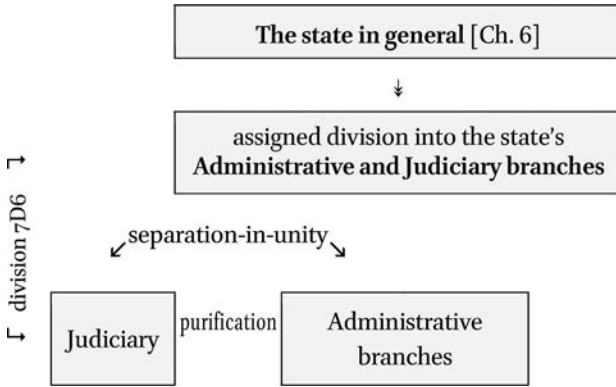 The state in general [Ch. 6]
assigned division into the state's
Administrative and Judiciary branches
division 7D6
separation-in-unity
Judiciary
purification
Administrative
branches